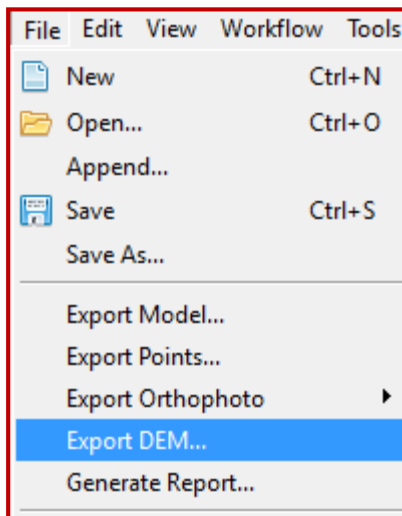 File Edit View Workflow Tools
New Ctrl+N
Open... Ctrl+O
Append...
Save Ctrl+S
Save As...
Export Model...
Export Points...
Export Orthophoto
Export DEM...
Generate Report...